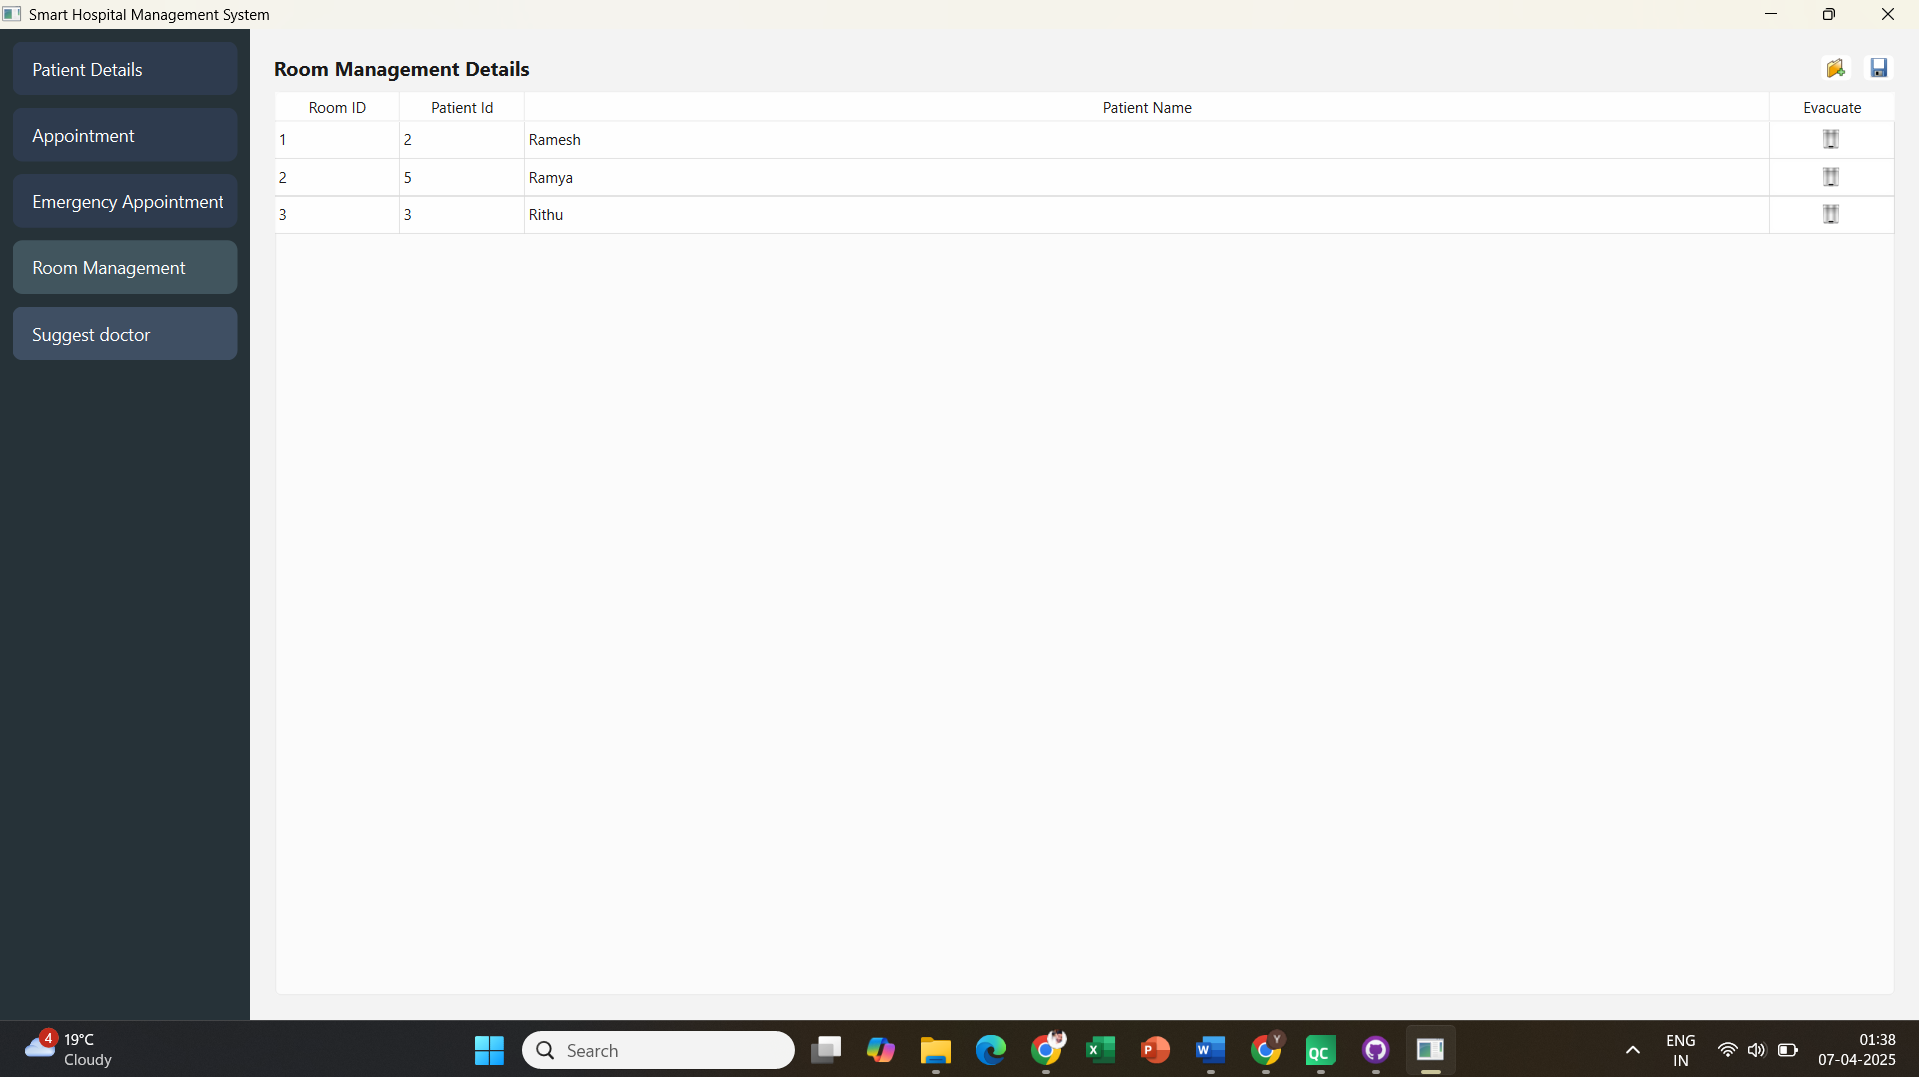 Smart Hospital Management System
Patient Details
Appointment
Emergency Appointment
Room Management
Suggest doctor
Room Management Details
Room ID Patient Id Patient Name Evacuate
1 2 Ramesh
2 5 Ramya
3 3 Rithu
4 19°C
Cloudy
Search
X
P
W
Y
QC
ENG
IN
01:38
07-04-2025